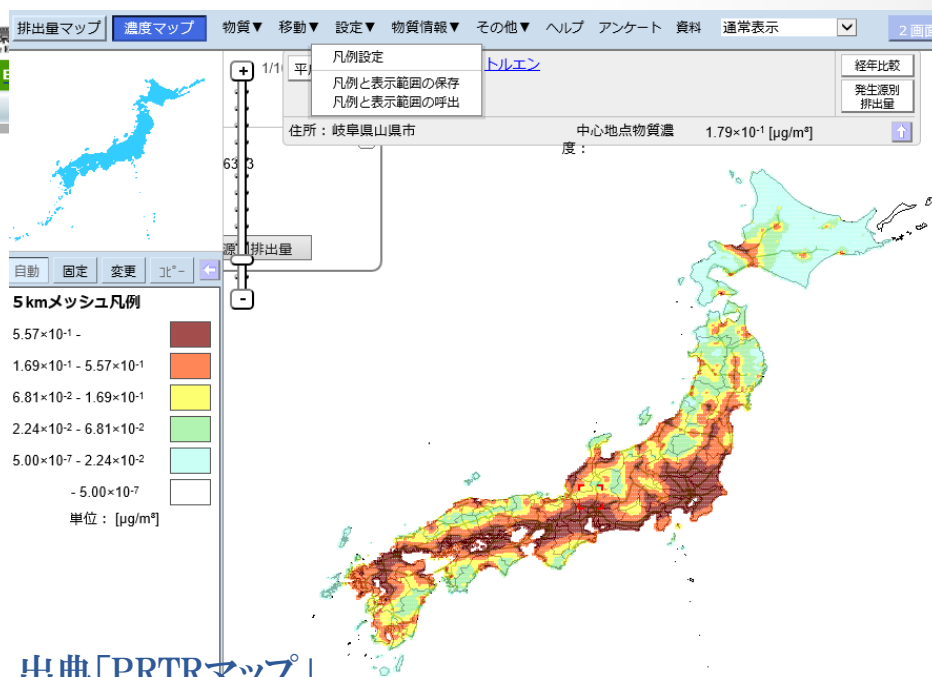 排出量マップ 濃度マップ 物質▼ 移動▼ 設定▼ 物質情報▼ その他▼ ヘルプ アンケート 資料 通常表示 2画面
凡例設定
凡例と表示範囲の保存
凡例と表示範囲の呼出
+ 1/1 平 トルエン 経年比較
発生源別
排出量
住所：岐阜県山県市 中心地点物質濃度： 1.79×10⁻¹ [μg/m³]
排出量
-
自動 固定 変更 ｺﾋﾟｰ
５kmメッシュ凡例
5.57×10⁻¹ -
1.69×10⁻¹ - 5.57×10⁻¹
6.81×10⁻² - 1.69×10⁻¹
2.24×10⁻² - 6.81×10⁻²
5.00×10⁻⁷ - 2.24×10⁻²
- 5.00×10⁻⁷
単位： [μg/m³]
出典「PRTRマップ」